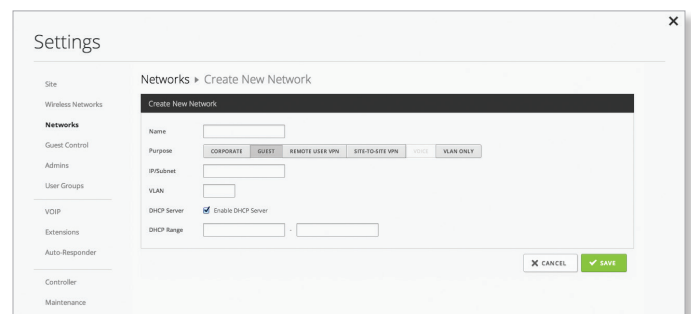 Settings
Site
Wireless Networks
Networks
Guest Control
Admins
User Groups
VOIP
Extensions
Auto-Responder
Controller
Maintenance
Networks ▸ Create New Network
Create New Network
Name
Purpose CORPORATE GUEST REMOTE USER VPN SITE-TO-SITE VPN VOICE VLAN ONLY
IP/Subnet
VLAN
DHCP Server Enable DHCP Server
DHCP Range -
CANCEL SAVE